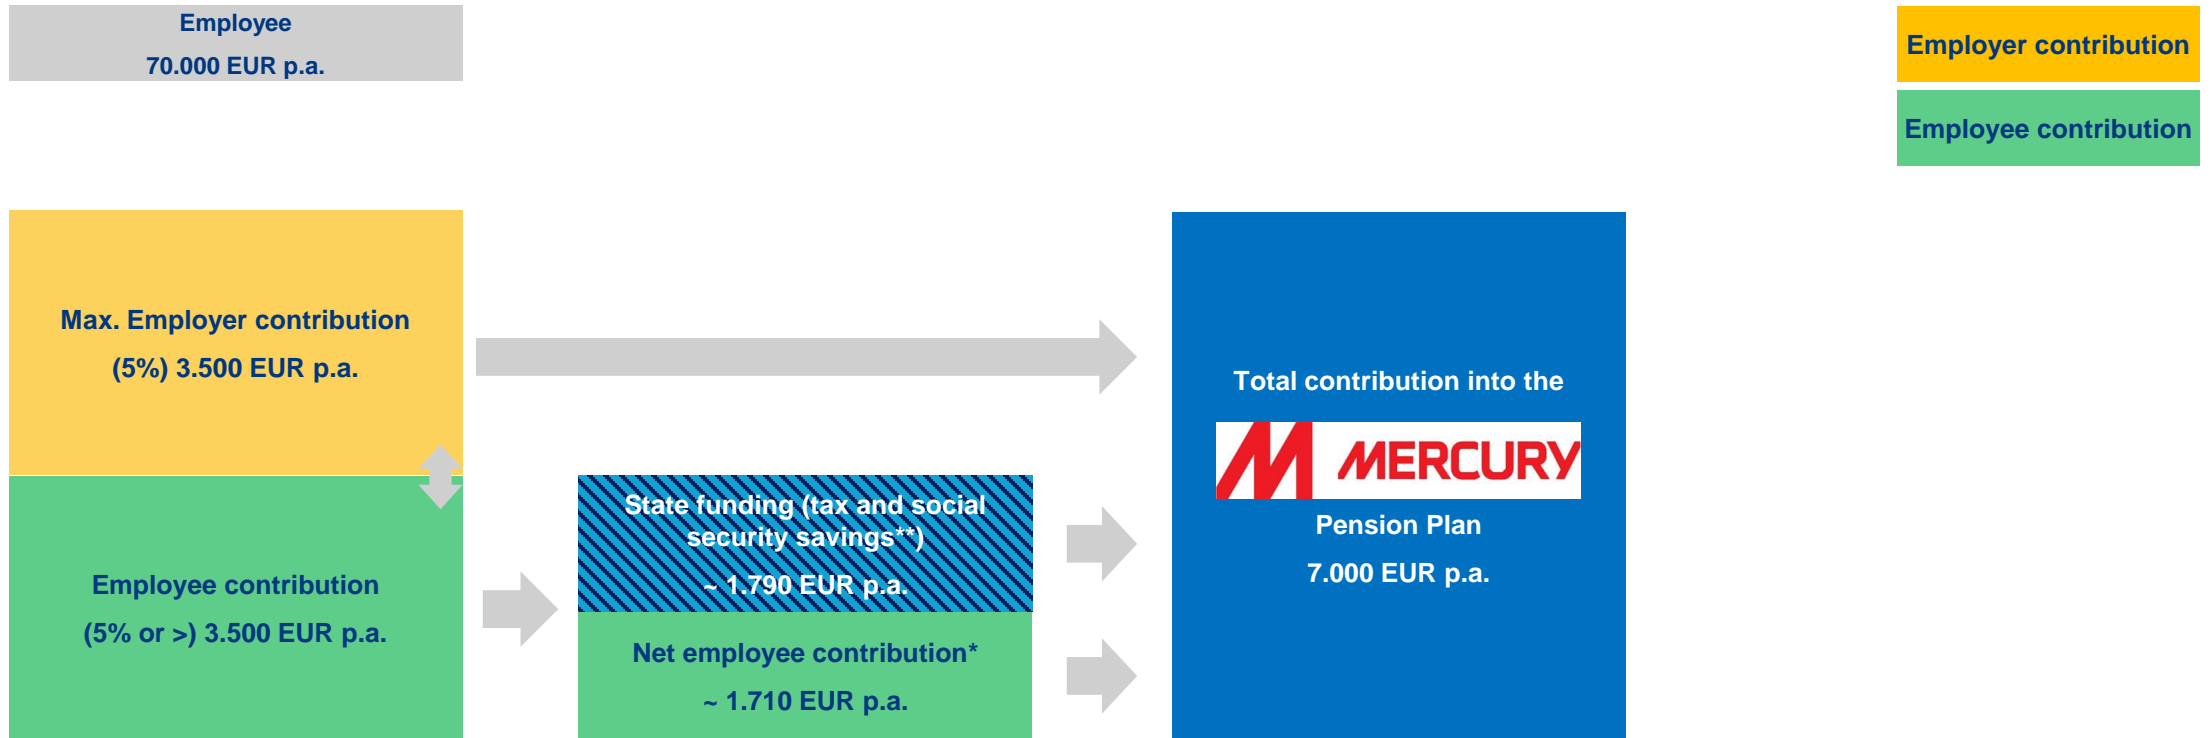 Employee
70.000 EUR p.a.
Employer contribution
Employee contribution
Max. Employer contribution
(5%) 3.500 EUR p.a.
Employee contribution
(5% or >) 3.500 EUR p.a.
State funding (tax and social
security savings**)
~ 1.790 EUR p.a.
Net employee contribution*
~ 1.710 EUR p.a.
Total contribution into the
MERCURY
Pension Plan
7.000 EUR p.a.